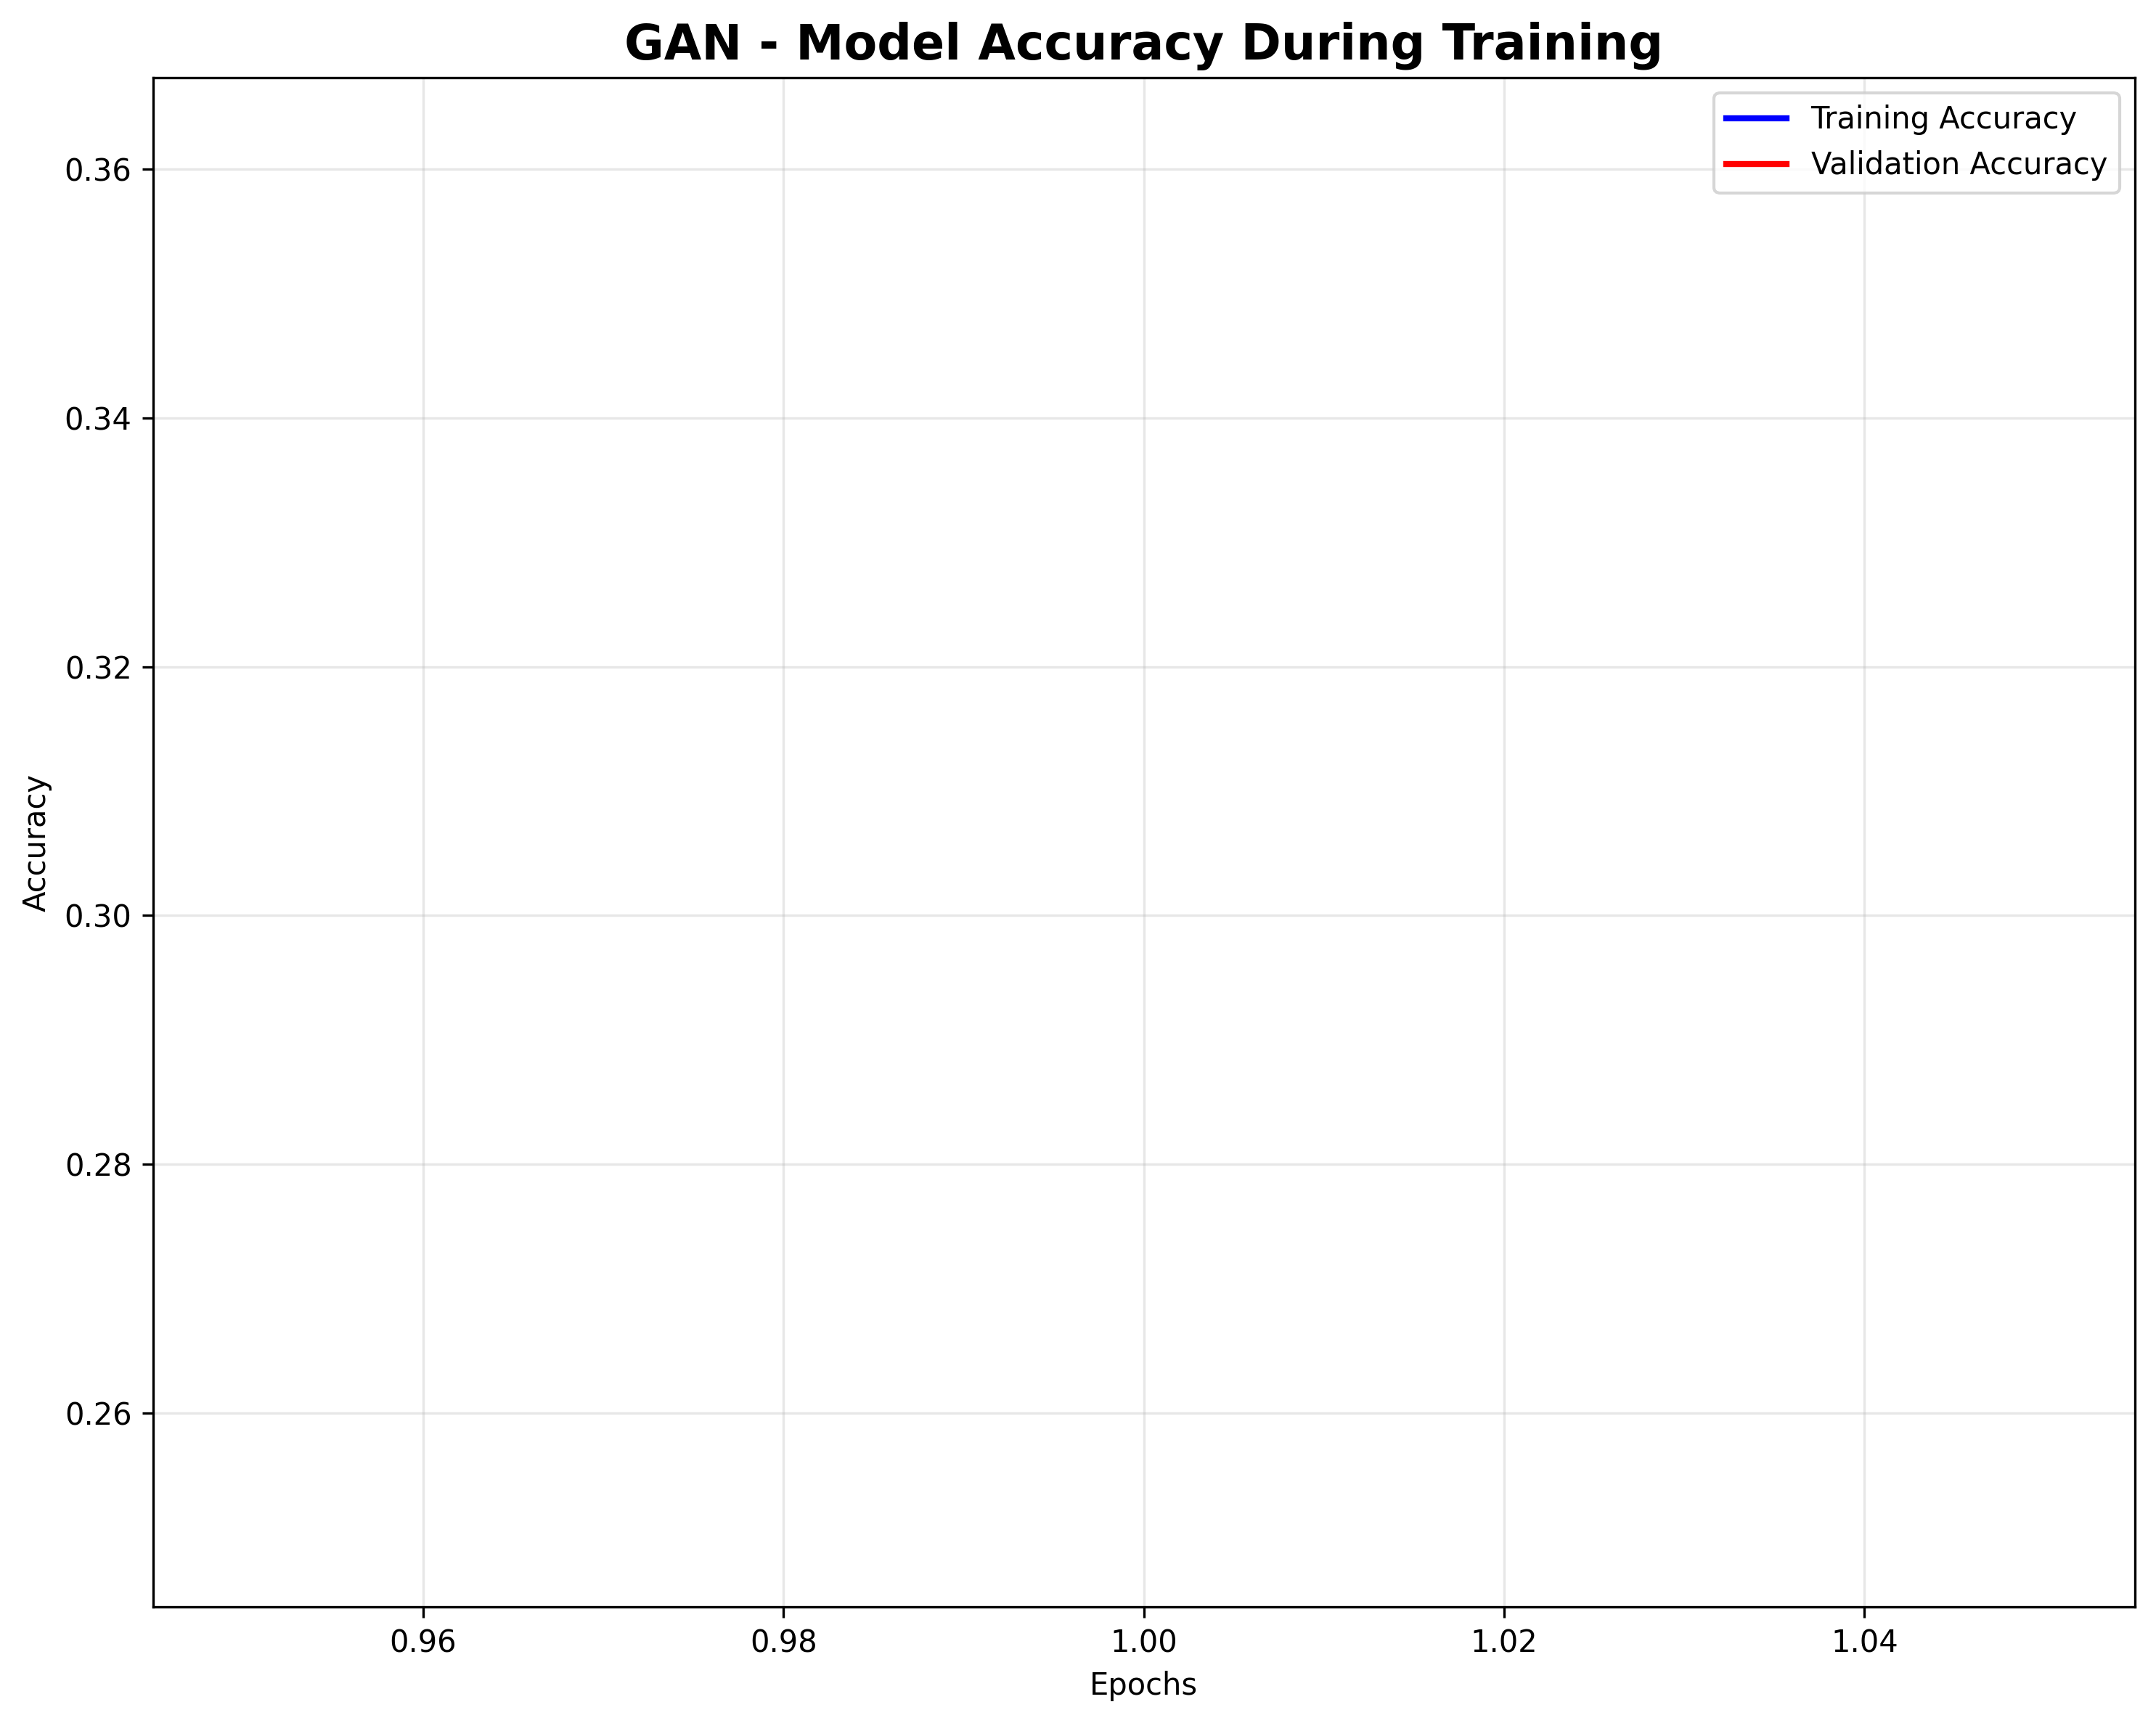 GAN - Model Accuracy During Training
Training Accuracy
Validation Accuracy
0.36
0.34
0.32
0.30
0.28
0.26
Accuracy
0.96 0.98 1.00 1.02 1.04
Epochs